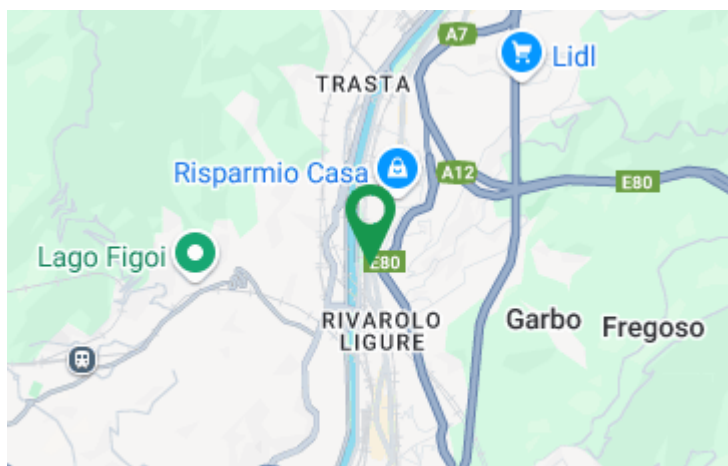 A7
Lidl
TRASTA
Risparmio Casa
A12
E80
Lago Figoi
E80
RIVAROLO
LIGURE
Garbo
Fregoso